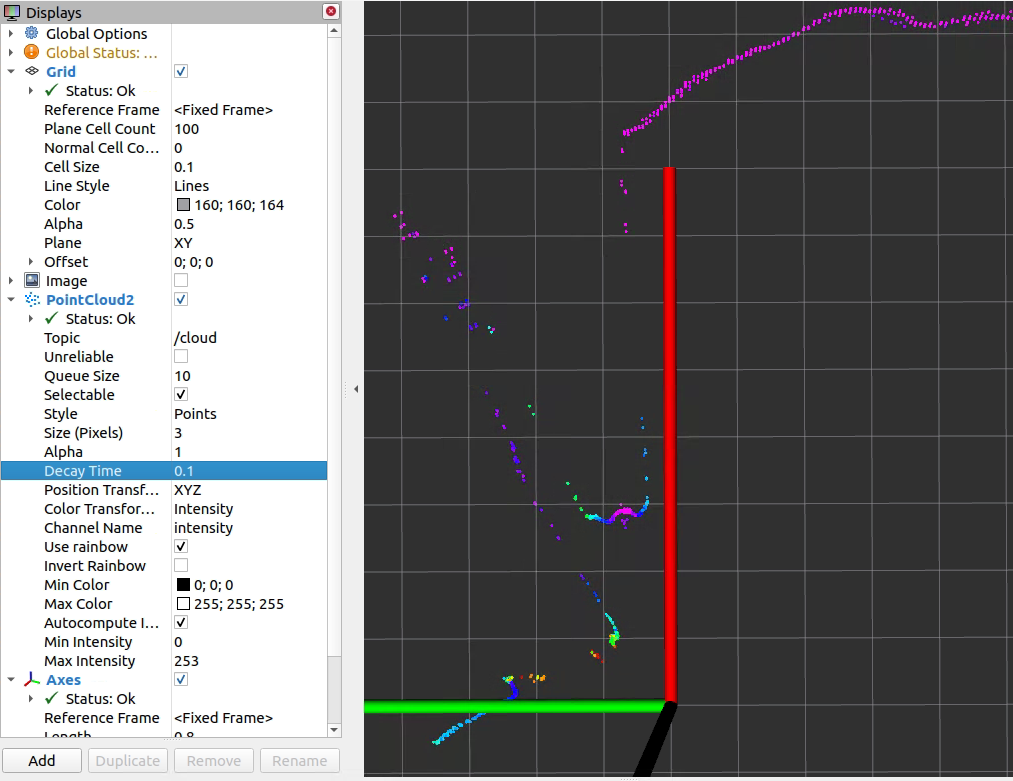 Displays
Global Options
Global Status: ...
Grid
Status: Ok
Reference Frame <Fixed Frame>
Plane Cell Count 100
Normal Cell Co... 0
Cell Size 0.1
Line Style Lines
Color 160; 160; 164
Alpha 0.5
Plane XY
Offset 0; 0; 0
Image
PointCloud2
Status: Ok
Topic /cloud
Unreliable
Queue Size 10
Selectable
Style Points
Size (Pixels) 3
Alpha 1
Decay Time 0.1
Position Transf... XYZ
Color Transfor... Intensity
Channel Name intensity
Use rainbow
Invert Rainbow
Min Color 0; 0; 0
Max Color 255; 255; 255
Autocompute I...
Min Intensity 0
Max Intensity 253
Axes
Status: Ok
Reference Frame <Fixed Frame>
Length 0.8
Add Duplicate Remove Rename